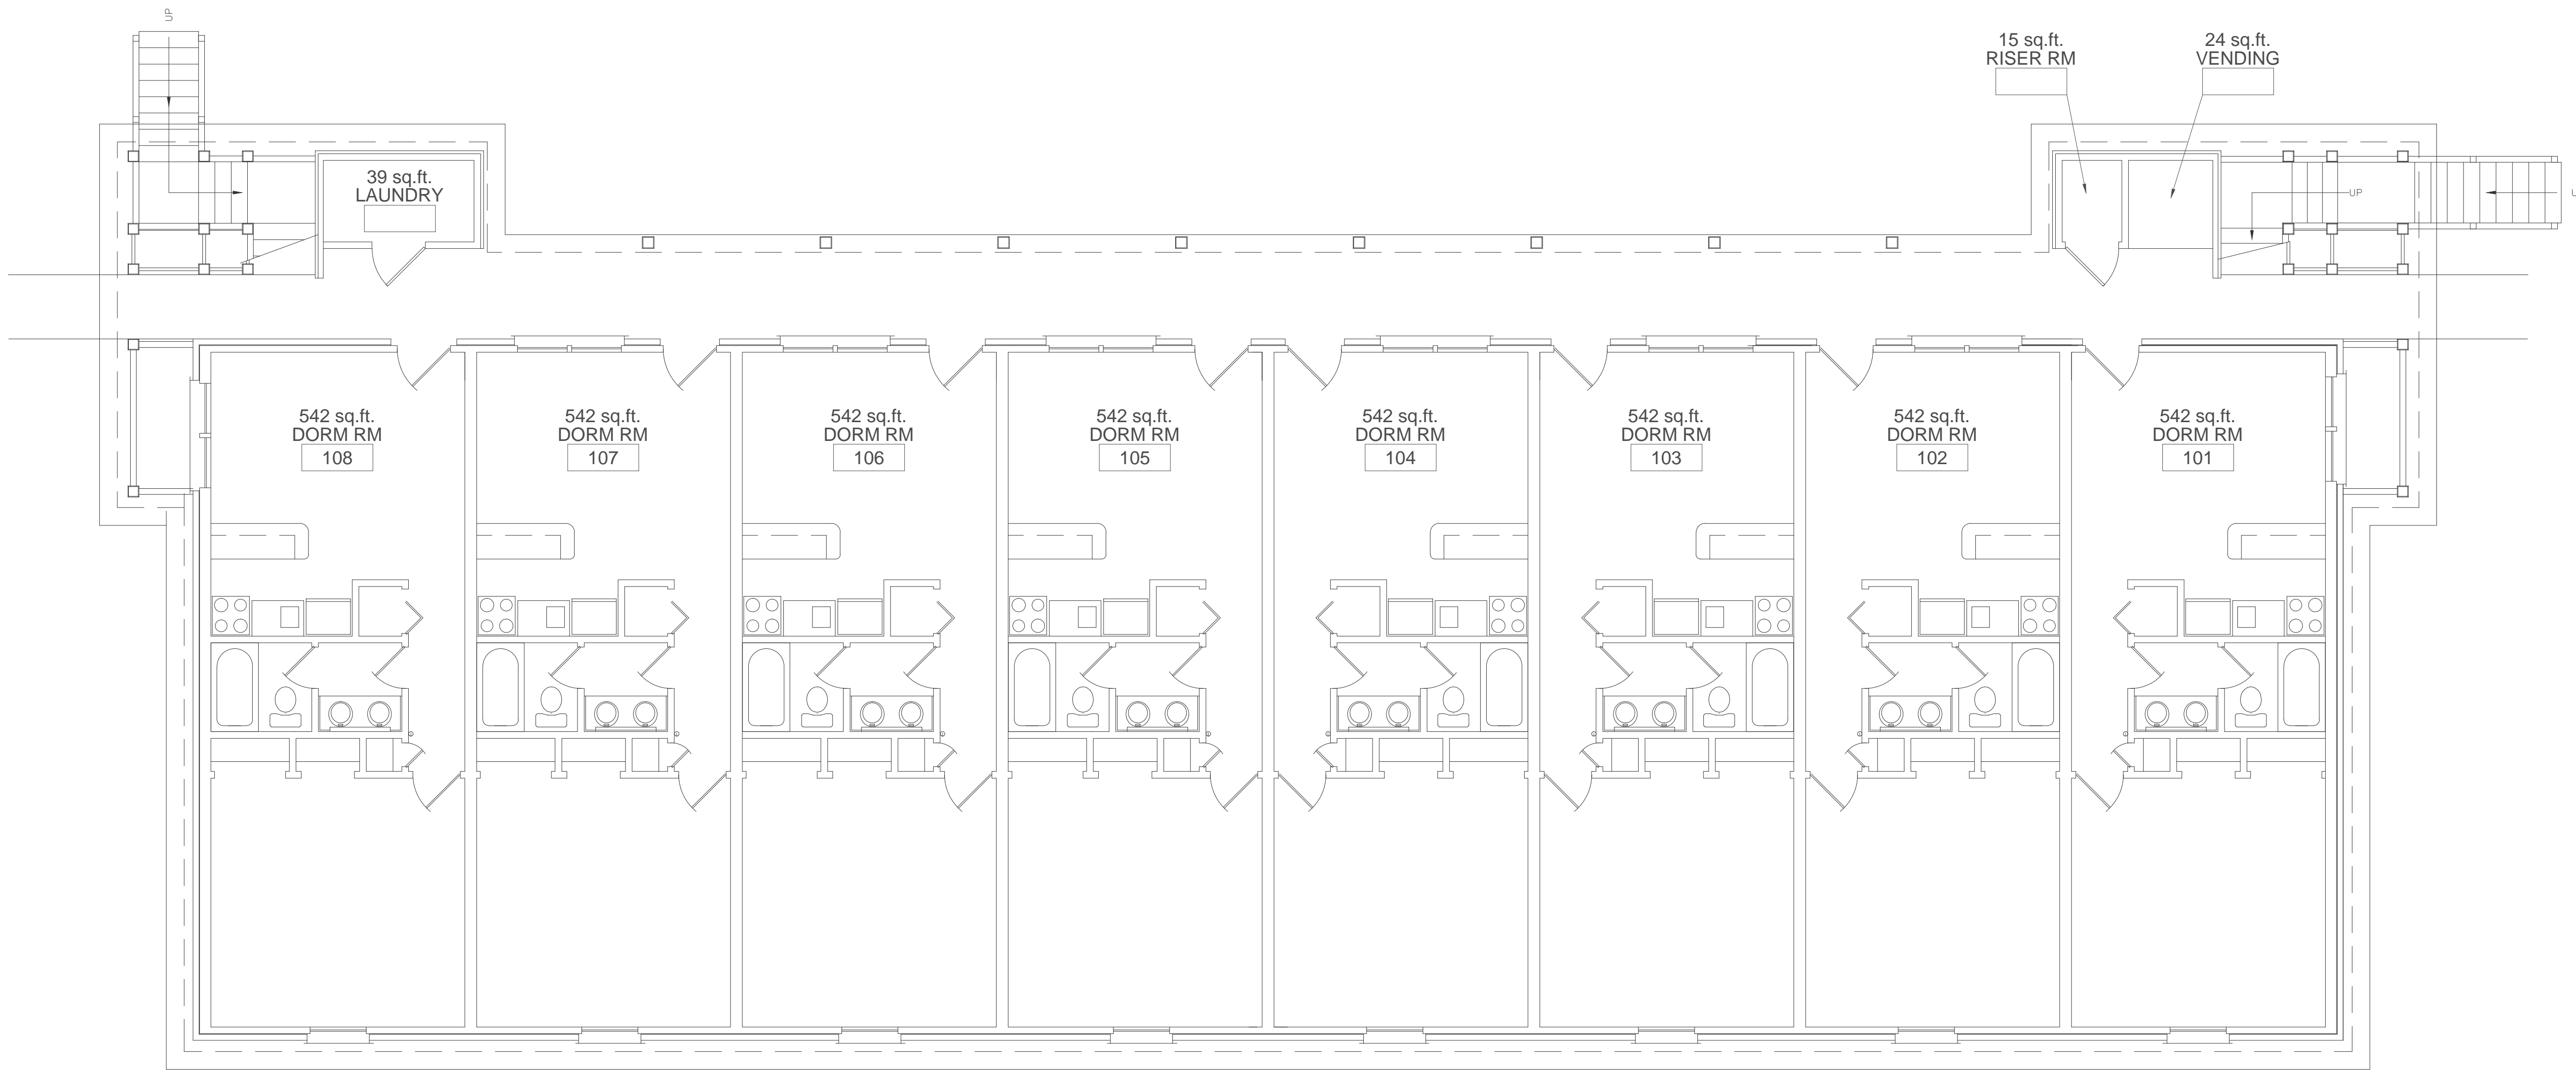 UP
15 sq.ft.
RISER RM
24 sq.ft.
VENDING
39 sq.ft.
LAUNDRY
UP
542 sq.ft.
DORM RM
108
542 sq.ft.
DORM RM
107
542 sq.ft.
DORM RM
106
542 sq.ft.
DORM RM
105
542 sq.ft.
DORM RM
104
542 sq.ft.
DORM RM
103
542 sq.ft.
DORM RM
102
542 sq.ft.
DORM RM
101